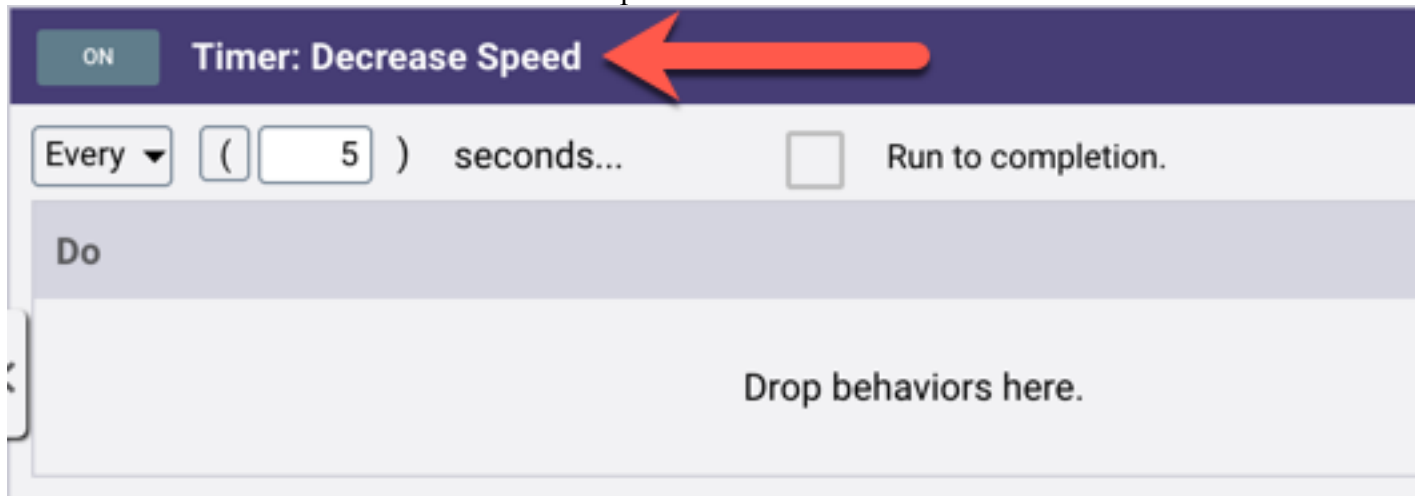 ON Timer: Decrease Speed
Every ( 5 ) seconds... Run to completion.
Do
Drop behaviors here.